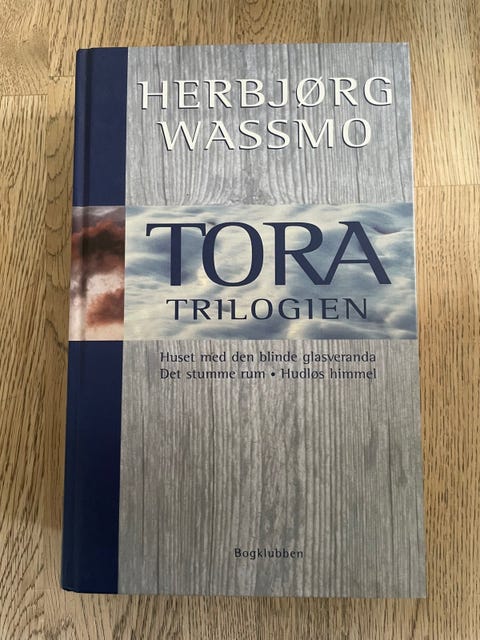 HERBJØRG
WASSMO
TORA
TRILOGIEN
Huset med den blinde glasveranda
Det stumme rum • Hudløs himmel
Bogklubben